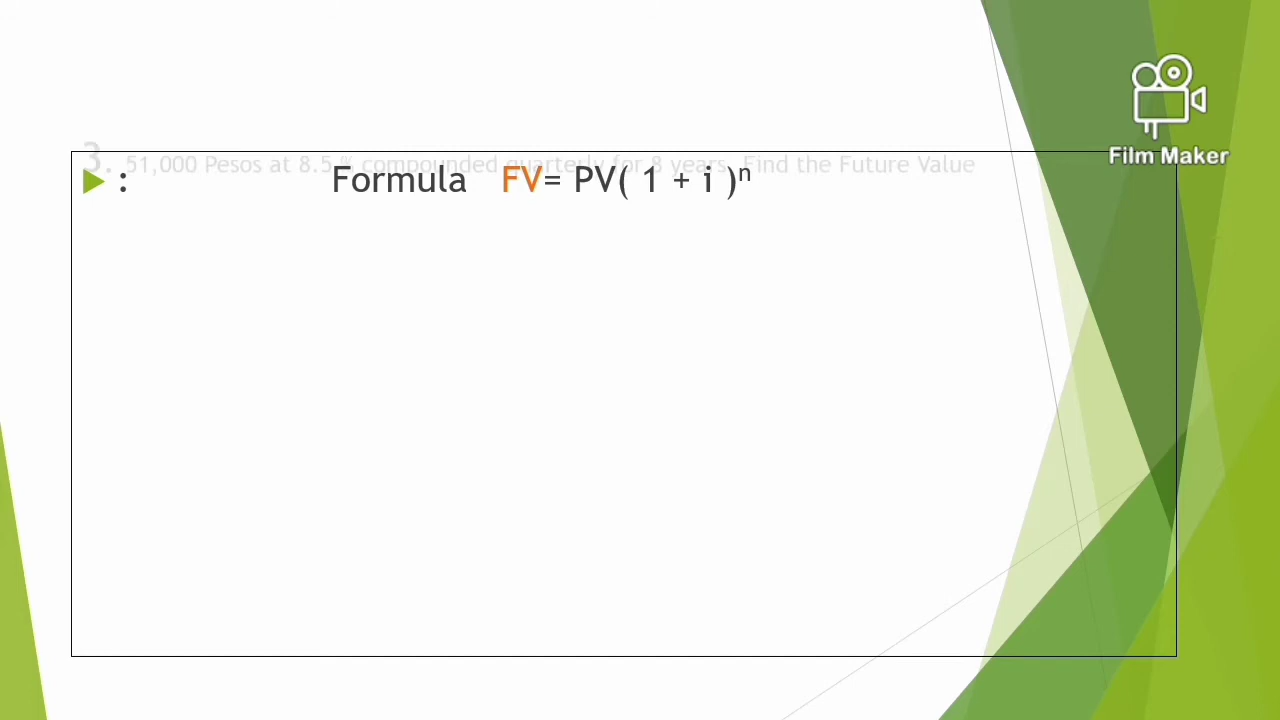 3. 51,000 Pesos at 8.5 % compounded quarterly for 8 years. Find the Future Value
: Formula FV= PV( 1 + i )ⁿ
Film Maker